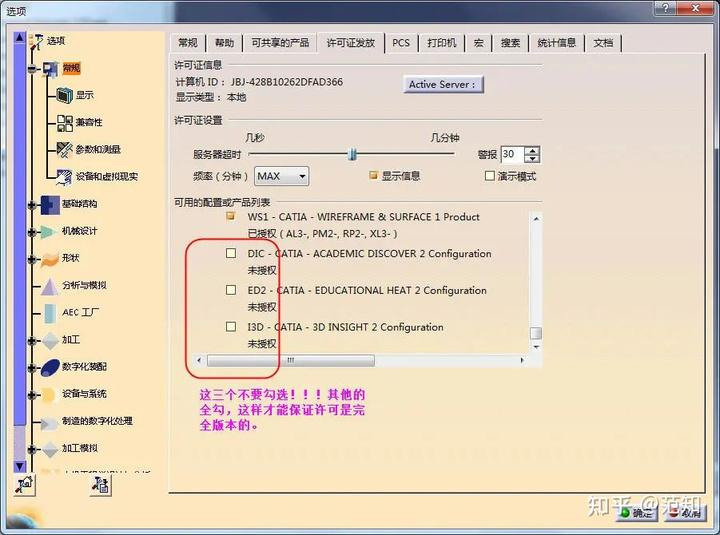 选项
选项
常规
显示
兼容性
参数和测量
设备和虚拟现实
基础结构
机械设计
形状
分析与模拟
AEC 工厂
加工
数字化装配
设备与系统
制造的数字化处理
加工模拟
常规 帮助 可共享的产品 许可证发放 PCS 打印机 宏 搜索 统计信息 文档
许可证信息
计算机 ID： JBJ-428B10262DFAD366
Active Server :
显示类型： 本地
许可证设置
几秒 几分钟
服务器超时
警报 30
频率（分钟） MAX
显示信息
演示模式
可用的配置或产品列表
WS1 - CATIA - WIREFRAME & SURFACE 1 Product
已授权（ AL3-, PM2-, RP2-, XL3- ）
DIC - CATIA - ACADEMIC DISCOVER 2 Configuration
未授权
ED2 - CATIA - EDUCATIONAL HEAT 2 Configuration
未授权
I3D - CATIA - 3D INSIGHT 2 Configuration
未授权
这三个不要勾选！！！其他的
全勾，这样才能保证许可是完
全版本的。
知乎 @范知
确定 取消